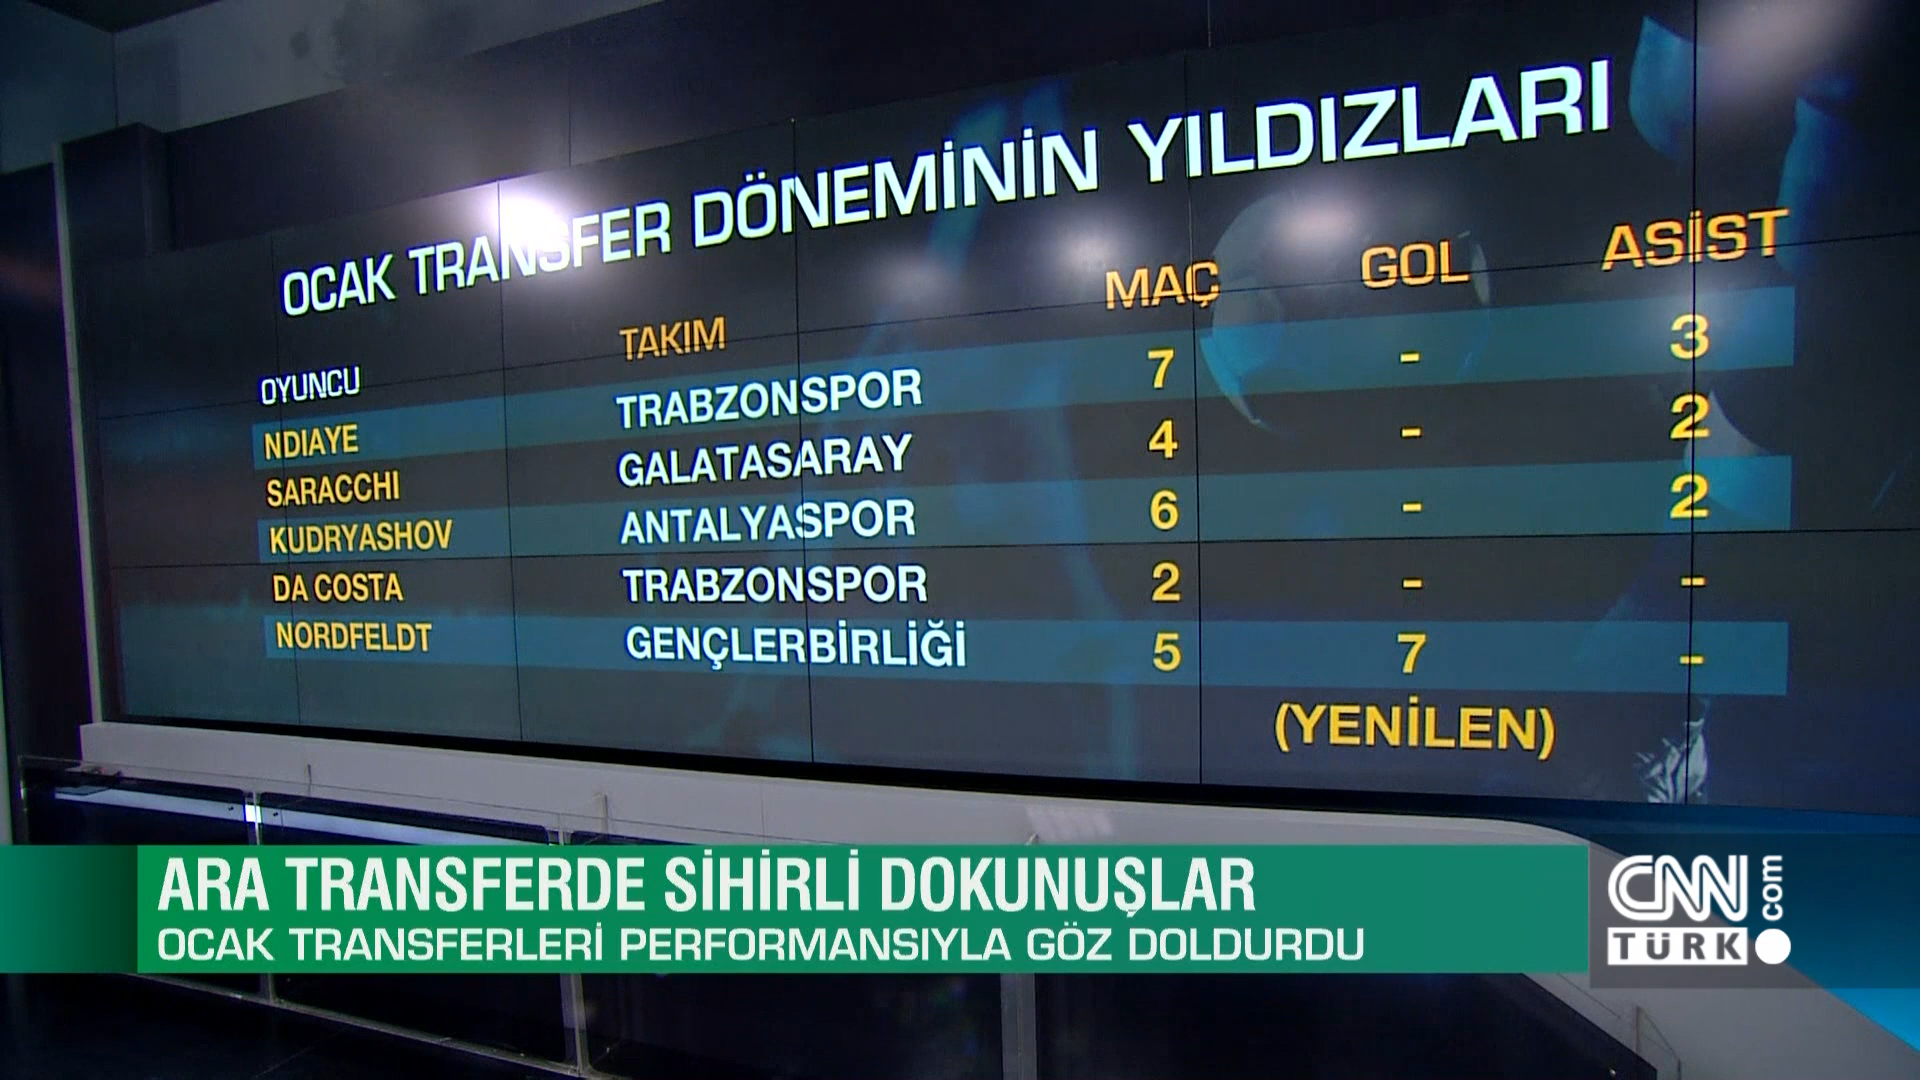 OCAK TRANSFER DÖNEMİNİN YILDIZLARI
OYUNCU TAKIM MAÇ GOL ASİST
NDIAYE TRABZONSPOR 7 - 3
SARACCHI GALATASARAY 4 - 2
KUDRYASHOV ANTALYASPOR 6 - 2
DA COSTA TRABZONSPOR 2 - -
NORDFELDT GENÇLERBİRLİĞİ 5 7 -
(YENİLEN)
ARA TRANSFERDE SİHİRLİ DOKUNUŞLAR
OCAK TRANSFERLERİ PERFORMANSIYLA GÖZ DOLDURDU
CNN
TÜRK
.com